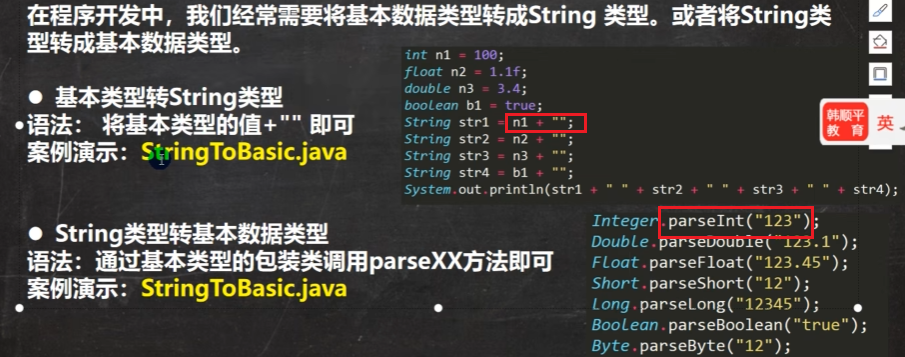 在程序开发中，我们经常需要将基本数据类型转成String 类型。或者将String类
型转成基本数据类型。
● 基本类型转String类型
语法： 将基本类型的值+"" 即可
案例演示：StringToBasic.java
int n1 = 100;
float n2 = 1.1f;
double n3 = 3.4;
boolean b1 = true;
String str1 = n1 + "";
String str2 = n2 + "";
String str3 = n3 + "";
String str4 = b1 + "";
System.out.println(str1 + " " + str2 + " " + str3 + " " + str4);
韩顺平
教 育
英
● String类型转基本数据类型
语法：通过基本类型的包装类调用parseXX方法即可
案例演示：StringToBasic.java
Integer.parseInt("123");
Double.parseDouble("123.1");
Float.parseFloat("123.45");
Short.parseShort("12");
Long.parseLong("12345");
Boolean.parseBoolean("true");
Byte.parseByte("12");